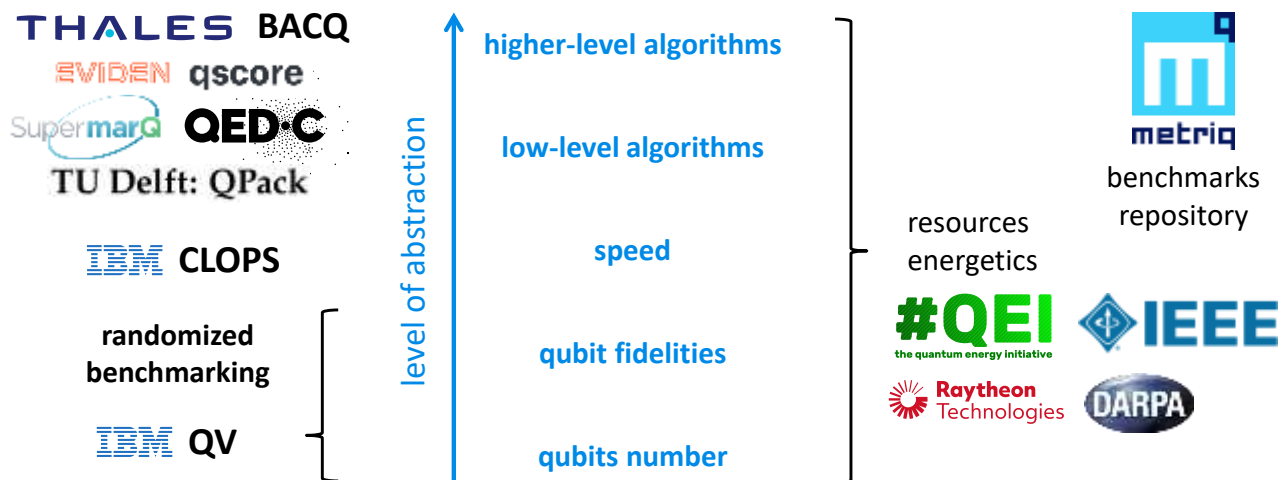 THALES BACQ
EVIDEN qscore
SupermarQ QED·C
TU Delft: QPack
IBM CLOPS
randomized
benchmarking
IBM QV
level of abstraction
higher-level algorithms
low-level algorithms
speed
qubit fidelities
qubits number
resources
energetics
#QEI
the quantum energy initiative
Raytheon
Technologies
q
m
metriq
benchmarks
repository
IEEE
DARPA